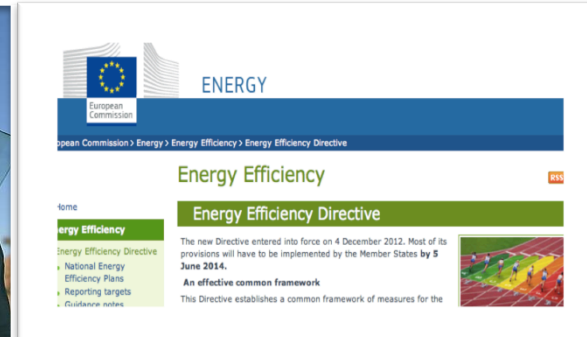 ENERGY
European
Commission
opean Commission > Energy > Energy Efficiency > Energy Efficiency Directive
Energy Efficiency
RSS
Home
ergy Efficiency
Energy Efficiency Directive
Energy Efficiency Directive
The new Directive entered into force on 4 December 2012. Most of its
National Energy
provisions will have to be implemented by the Member States by 5
Efficiency Plans
June 2014.
Reporting targets
An effective common framework
Guidance notes
This Directive establishes a common framework of measures for the